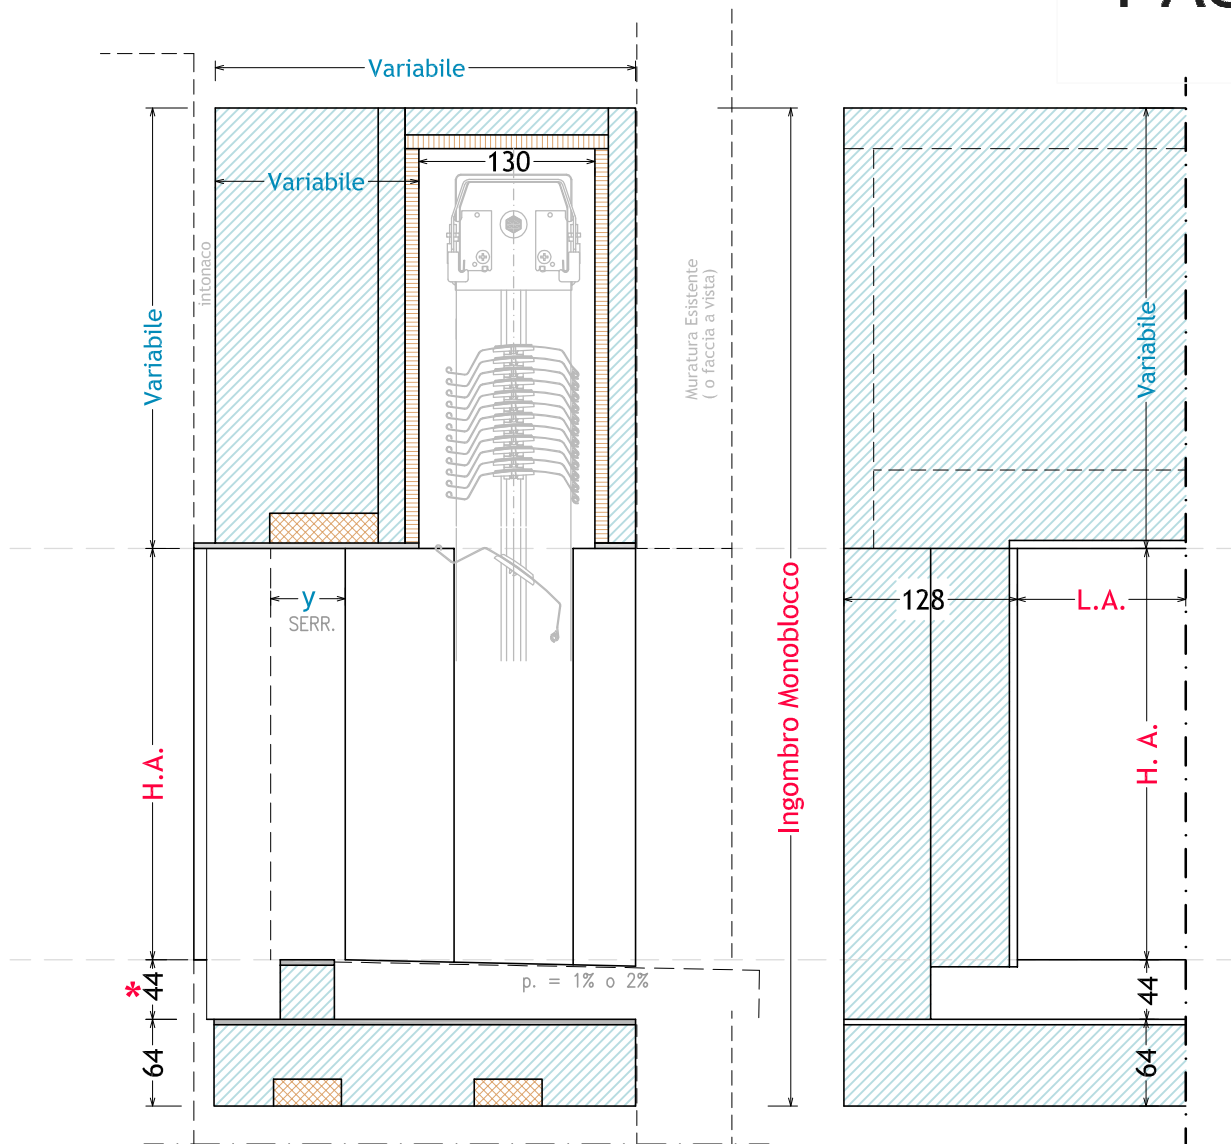 Variabile
130
Variabile
intonaco
Variabile
Muratura Esistente
( o faccia a vista)
Variabile
y
SERR.
128
L.A.
Ingombro Monoblocco
H.A.
H. A.
p. = 1% o 2%
* 44
44
64
64